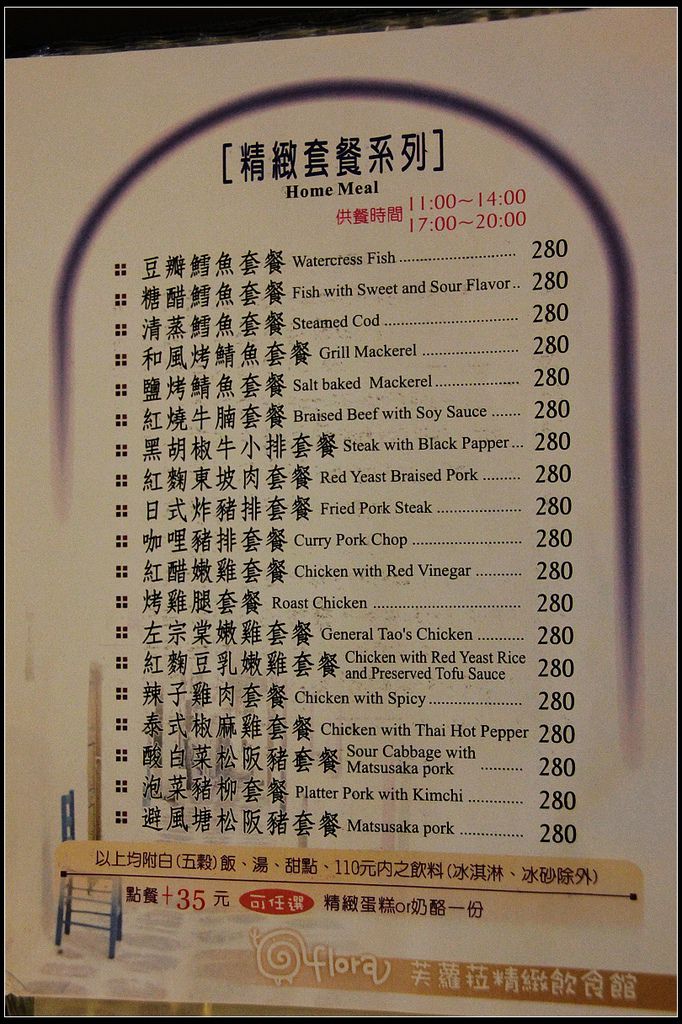 [精緻套餐系列]
Home Meal
供餐時間 11:00～14:00
17:00～20:00
豆瓣鱈魚套餐 Watercress Fish 280
糖醋鱈魚套餐 Fish with Sweet and Sour Flavor 280
清蒸鱈魚套餐 Steamed Cod 280
和風烤鯖魚套餐 Grill Mackerel 280
鹽烤鯖魚套餐 Salt baked Mackerel 280
紅燒牛腩套餐 Braised Beef with Soy Sauce 280
黑胡椒牛小排套餐 Steak with Black Papper 280
紅麴東坡肉套餐 Red Yeast Braised Pork 280
日式炸豬排套餐 Fried Pork Steak 280
咖哩豬排套餐 Curry Pork Chop 280
紅醋嫩雞套餐 Chicken with Red Vinegar 280
烤雞腿套餐 Roast Chicken 280
左宗棠嫩雞套餐 General Tao's Chicken 280
紅麴豆乳嫩雞套餐 Chicken with Red Yeast Rice and Preserved Tofu Sauce 280
辣子雞肉套餐 Chicken with Spicy 280
泰式椒麻雞套餐 Chicken with Thai Hot Pepper 280
酸白菜松阪豬套餐 Sour Cabbage with Matsusaka pork 280
泡菜豬柳套餐 Platter Pork with Kimchi 280
避風塘松阪豬套餐 Matsusaka pork 280
以上均附白(五穀)飯、湯、甜點、110元內之飲料(冰淇淋、冰砂除外)
點餐+35元 可任選 精緻蛋糕or奶酪一份
flora 芙蘿菈精緻飲食館